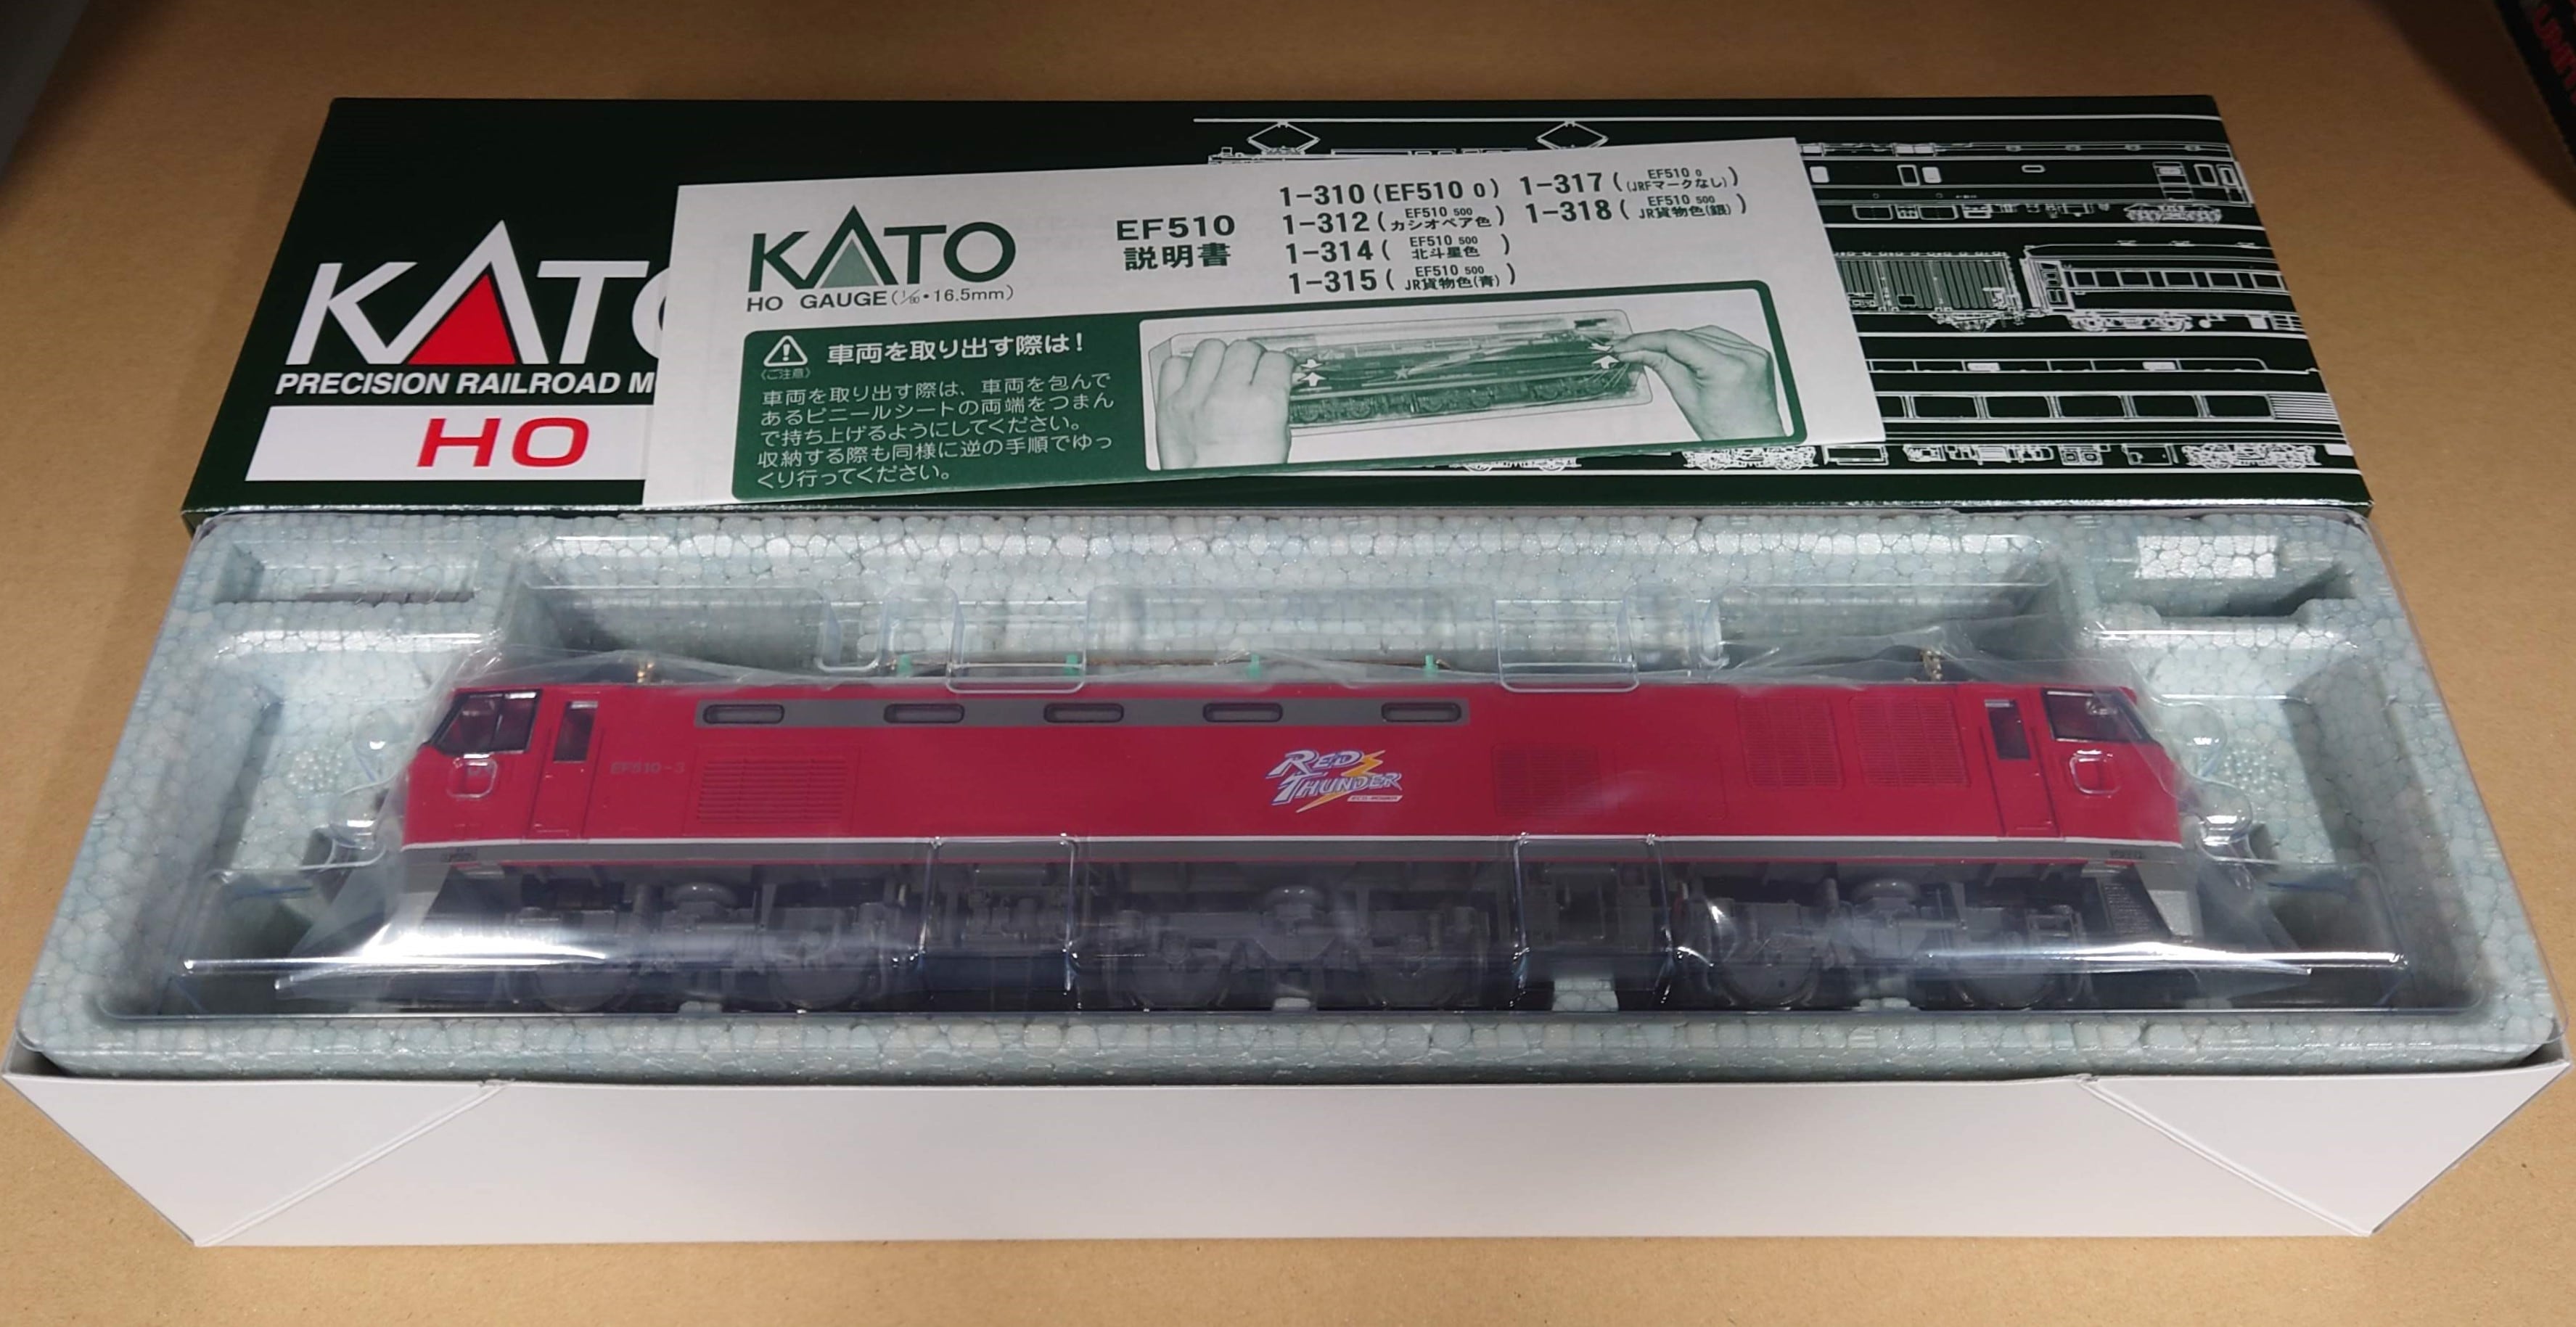 KATO
PRECISION RAILROAD M
HO
KATO
HO GAUGE(1/80・16.5mm)
EF510
説明書
1-310(EF510 0)
1-312(EF510 500 カシオペア色)
1-314(EF510 500 北斗星色)
1-315(EF510 500 JR貨物色(青))
1-317(EF510 0 (JRFマークなし))
1-318(EF510 500 JR貨物色(銀))
〈ご注意〉
車両を取り出す際は!
車両を取り出す際は、車両を包んで
あるビニールシートの両端をつまん
で持ち上げるようにしてください。
収納する際も同様に逆の手順でゆっ
くり行ってください。
EF510-3
RED
THUNDER
ECO-POWER